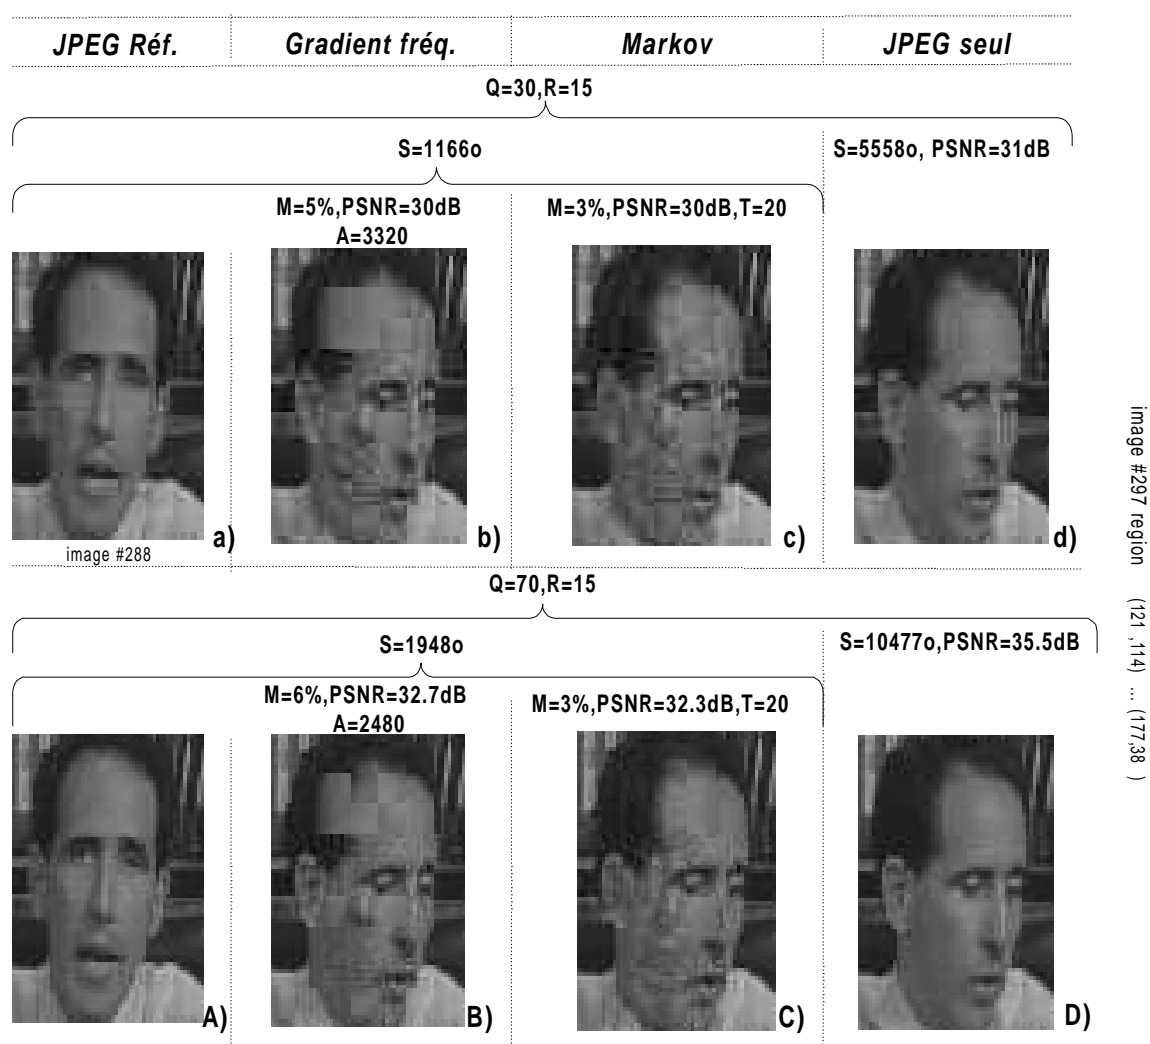 JPEG Réf. Gradient fréq. Markov JPEG seul
Q=30,R=15
S=1166o
S=5558o, PSNR=31dB
M=5%,PSNR=30dB
A=3320
M=3%,PSNR=30dB,T=20
a) b) c) d)
image #288
Q=70,R=15
S=1948o
S=10477o,PSNR=35.5dB
M=6%,PSNR=32.7dB
A=2480
M=3%,PSNR=32.3dB,T=20
A) B) C) D)
image #297 region (121 ,114) ... (177,38 )